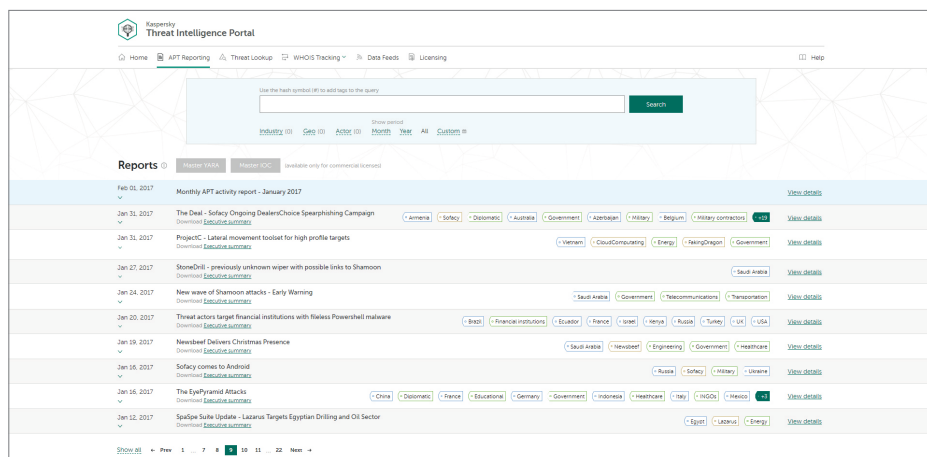 Kaspersky
Threat Intelligence Portal
Home APT Reporting Threat Lookup WHOIS Tracking Data Feeds Licensing Help
Use the hash symbol (#) to add tags to the query
Search
Show period
Industry (0) Geo (0) Actor (0) Month Year All Custom
Reports Master YARA Master IOC (available only for commercial licenses)
Feb 01, 2017 Monthly APT activity report - January 2017 View details
Jan 31, 2017 The Deal - Sofacy Ongoing DealersChoice Spearphishing Campaign Armenia Sofacy Diplomatic Australia Government Azerbaijan Military Belgium Military contractors +19 View details
Download Executive summary
Jan 31, 2017 ProjectC - Lateral movement toolset for high profile targets Vietnam CloudComputating Energy FekingDragon Government View details
Download Executive summary
Jan 27, 2017 StoneDrill - previously unknown wiper with possible links to Shamoon Saudi Arabia View details
Download Executive summary
Jan 24, 2017 New wave of Shamoon attacks - Early Warning Saudi Arabia Government Telecommunications Transportation View details
Download Executive summary
Jan 20, 2017 Threat actors target financial institutions with fileless Powershell malware Brazil Financial institutions Ecuador France Israel Kenya Russia Turkey UK USA View details
Download Executive summary
Jan 19, 2017 Newsbeef Delivers Christmas Presence Saudi Arabia Newsbeef Engineering Government Healthcare View details
Download Executive summary
Jan 16, 2017 Sofacy comes to Android Russia Sofacy Military Ukraine View details
Download Executive summary
Jan 16, 2017 The EyePyramid Attacks China Diplomatic France Educational Germany Government Indonesia Healthcare Italy INGOs Mexico +3 View details
Download Executive summary
Jan 12, 2017 SpaSpe Suite Update - Lazarus Targets Egyptian Drilling and Oil Sector Egypt Lazarus Energy View details
Download Executive summary
Show all ← Prev 1 ... 7 8 9 10 11 ... 22 Next →